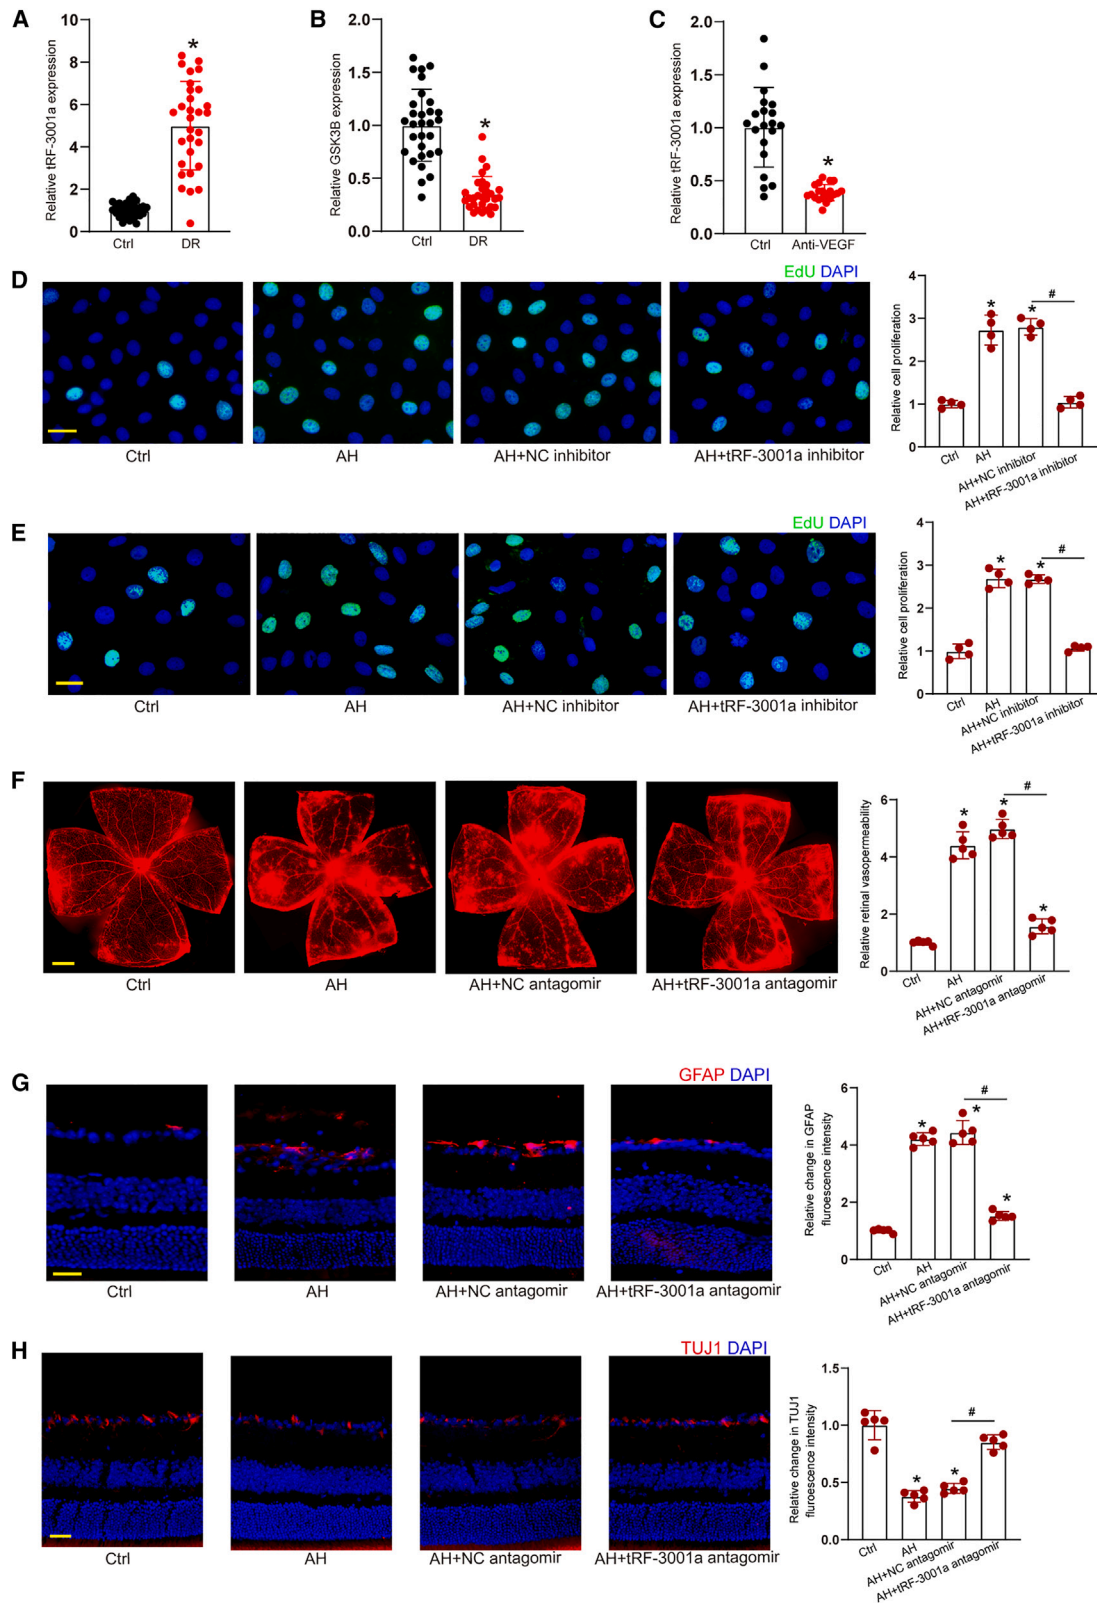 A
Relative tRF-3001a expression
10
8
6
4
2
0
*
Ctrl
DR
B
Relative GSK3B expression
2.0
1.5
1.0
0.5
0.0
*
Ctrl
DR
C
Relative tRF-3001a expression
2.0
1.5
1.0
0.5
0.0
*
Ctrl
Anti-VEGF
D
EdU DAPI
Ctrl
AH
AH+NC inhibitor
AH+tRF-3001a inhibitor
Relative cell proliferation
4
3
2
1
0
*
*
#
Ctrl
AH
AH+NC inhibitor
AH+tRF-3001a inhibitor
E
EdU DAPI
Ctrl
AH
AH+NC inhibitor
AH+tRF-3001a inhibitor
Relative cell proliferation
4
3
2
1
0
*
*
#
Ctrl
AH
AH+NC inhibitor
AH+tRF-3001a inhibitor
F
Ctrl
AH
AH+NC antagomir
AH+tRF-3001a antagomir
Relative retinal vasopermeability
6
4
2
0
*
*
#
*
Ctrl
AH
AH+NC antagomir
AH+tRF-3001a antagomir
G
GFAP DAPI
Ctrl
AH
AH+NC antagomir
AH+tRF-3001a antagomir
Relative change in GFAP
fluroescence intensity
6
4
2
0
*
*
#
*
Ctrl
AH
AH+NC antagomir
AH+tRF-3001a antagomir
H
TUJ1 DAPI
Ctrl
AH
AH+NC antagomir
AH+tRF-3001a antagomir
Relative change in TUJ1
fluroescence intensity
1.5
1.0
0.5
0.0
*
*
#
Ctrl
AH
AH+NC antagomir
AH+tRF-3001a antagomir